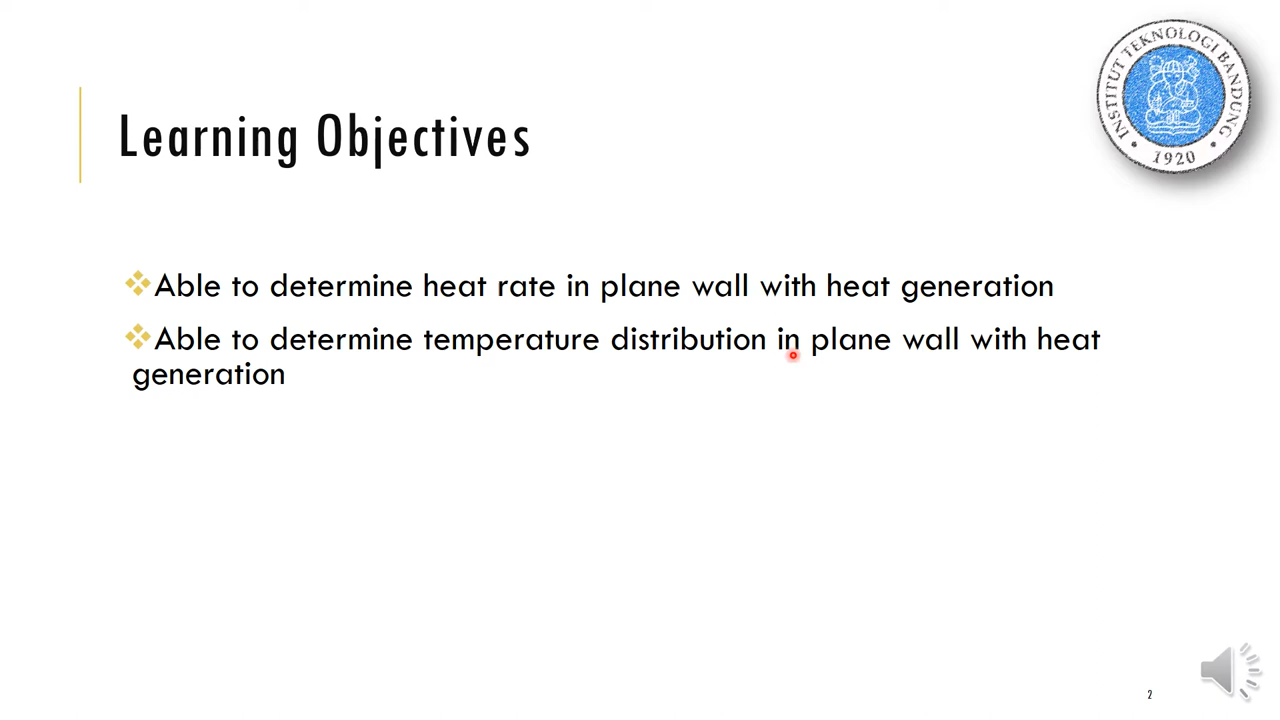 INSTITUT TEKNOLOGI BANDUNG
1920
Learning Objectives
Able to determine heat rate in plane wall with heat generation
Able to determine temperature distribution in plane wall with heat
generation
2